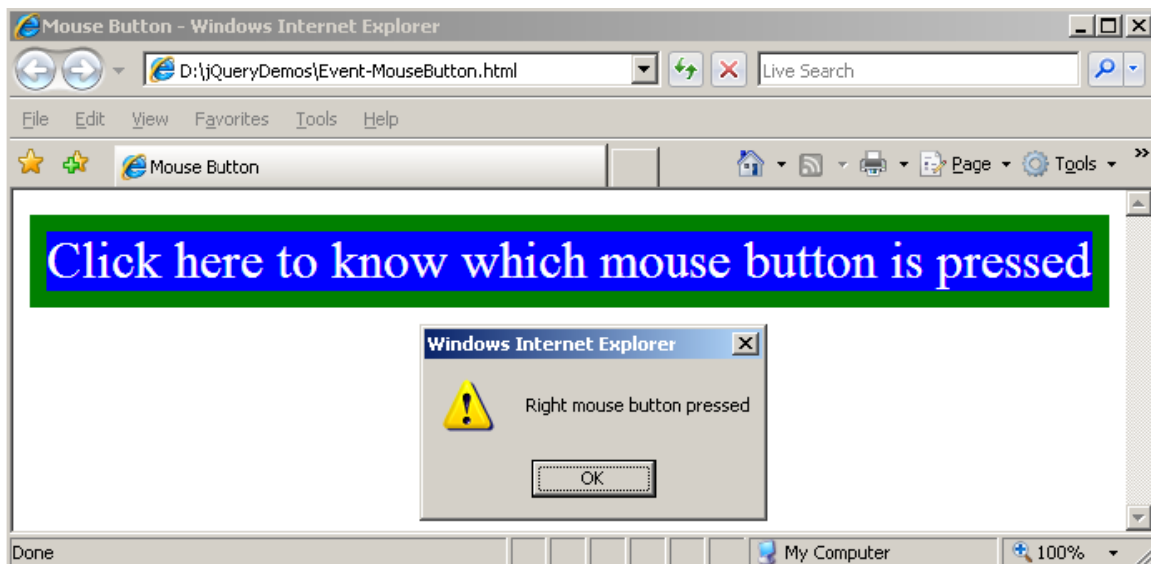 Mouse Button - Windows Internet Explorer
D:\jQueryDemos\Event-MouseButton.html
Live Search
File Edit View Favorites Tools Help
Mouse Button
Page Tools
Click here to know which mouse button is pressed
Windows Internet Explorer
Right mouse button pressed
OK
Done
My Computer
100%